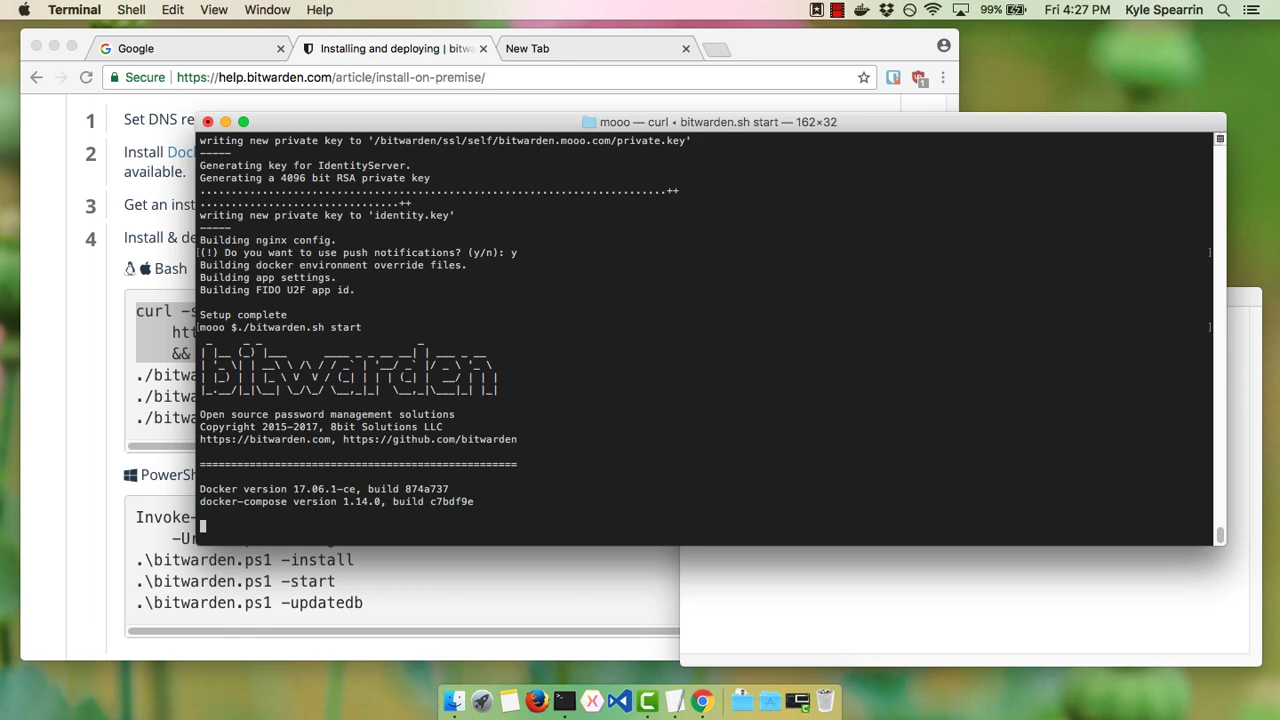 Terminal Shell Edit View Window Help
99% Fri 4:27 PM Kyle Spearrin
Google
Installing and deploying | bitwa
New Tab
Secure https://help.bitwarden.com/article/install-on-premise/
1 Set DNS re
2 Install Doc
available.
3 Get an inst
4 Install & de
Bash
curl -s
htt
&&
./bitwa
./bitwa
./bitwa
PowerSh
Invoke-
-Ur
.\bitwarden.ps1 -install
.\bitwarden.ps1 -start
.\bitwarden.ps1 -updatedb
mooo — curl • bitwarden.sh start — 162×32
writing new private key to '/bitwarden/ssl/self/bitwarden.mooo.com/private.key'
-----
Generating key for IdentityServer.
Generating a 4096 bit RSA private key
...........................................................................++
................................++
writing new private key to 'identity.key'
-----
Building nginx config.
(!) Do you want to use push notifications? (y/n): y
Building docker environment override files.
Building app settings.
Building FIDO U2F app id.
Setup complete
mooo $./bitwarden.sh start
bitwarden
Open source password management solutions
Copyright 2015-2017, 8bit Solutions LLC
https://bitwarden.com, https://github.com/bitwarden
===================================================
Docker version 17.06.1-ce, build 874a737
docker-compose version 1.14.0, build c7bdf9e